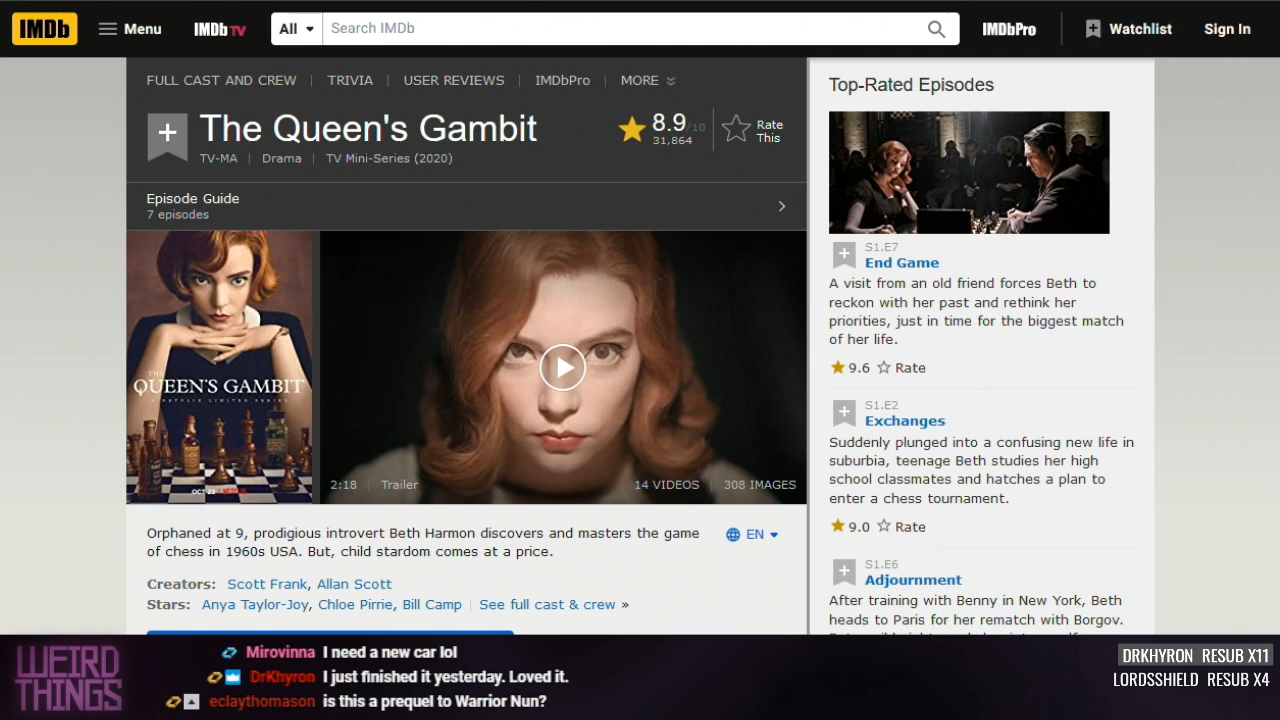 IMDb
Menu
IMDb TV
All
Search IMDb
IMDbPro
Watchlist
Sign In
FULL CAST AND CREW | TRIVIA | USER REVIEWS | IMDbPro | MORE
The Queen's Gambit
TV-MA | Drama | TV Mini-Series (2020)
8.9/10
31,864
Rate
This
Episode Guide
7 episodes
THE
QUEEN'S GAMBIT
A NETFLIX LIMITED SERIES
OCT 23
2:18 | Trailer
14 VIDEOS | 308 IMAGES
Orphaned at 9, prodigious introvert Beth Harmon discovers and masters the game
of chess in 1960s USA. But, child stardom comes at a price.
EN
Creators: Scott Frank, Allan Scott
Stars: Anya Taylor-Joy, Chloe Pirrie, Bill Camp | See full cast & crew »
Top-Rated Episodes
S1.E7
End Game
A visit from an old friend forces Beth to
reckon with her past and rethink her
priorities, just in time for the biggest match
of her life.
9.6 Rate
S1.E2
Exchanges
Suddenly plunged into a confusing new life in
suburbia, teenage Beth studies her high
school classmates and hatches a plan to
enter a chess tournament.
9.0 Rate
S1.E6
Adjournment
After training with Benny in New York, Beth
heads to Paris for her rematch with Borgov.
WEIRD
THINGS
Mirovinna I need a new car lol
DrKhyron I just finished it yesterday. Loved it.
eclaythomason is this a prequel to Warrior Nun?
DRKHYRON RESUB X11
LORDSSHIELD RESUB X4